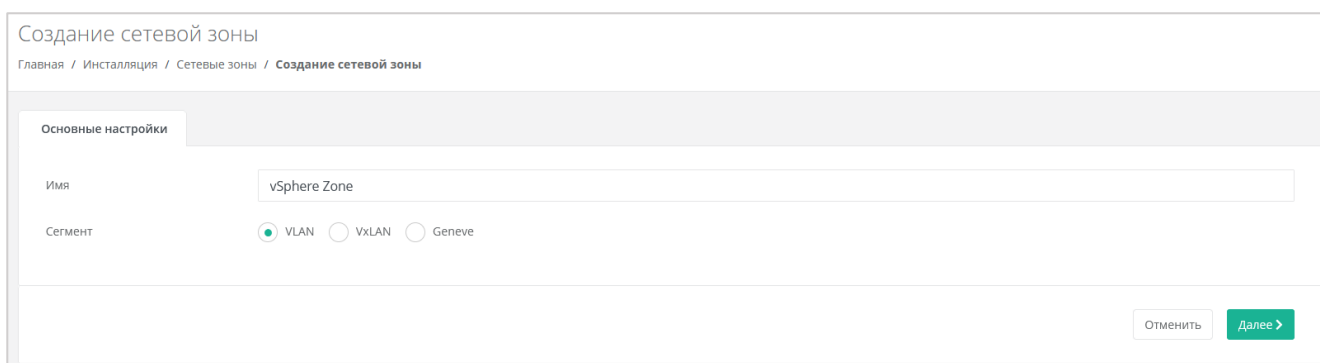 Создание сетевой зоны
Главная / Инсталляция / Сетевые зоны / Создание сетевой зоны
Основные настройки
Имя vSphere Zone
Сегмент VLAN VxLAN Geneve
Отменить Далее